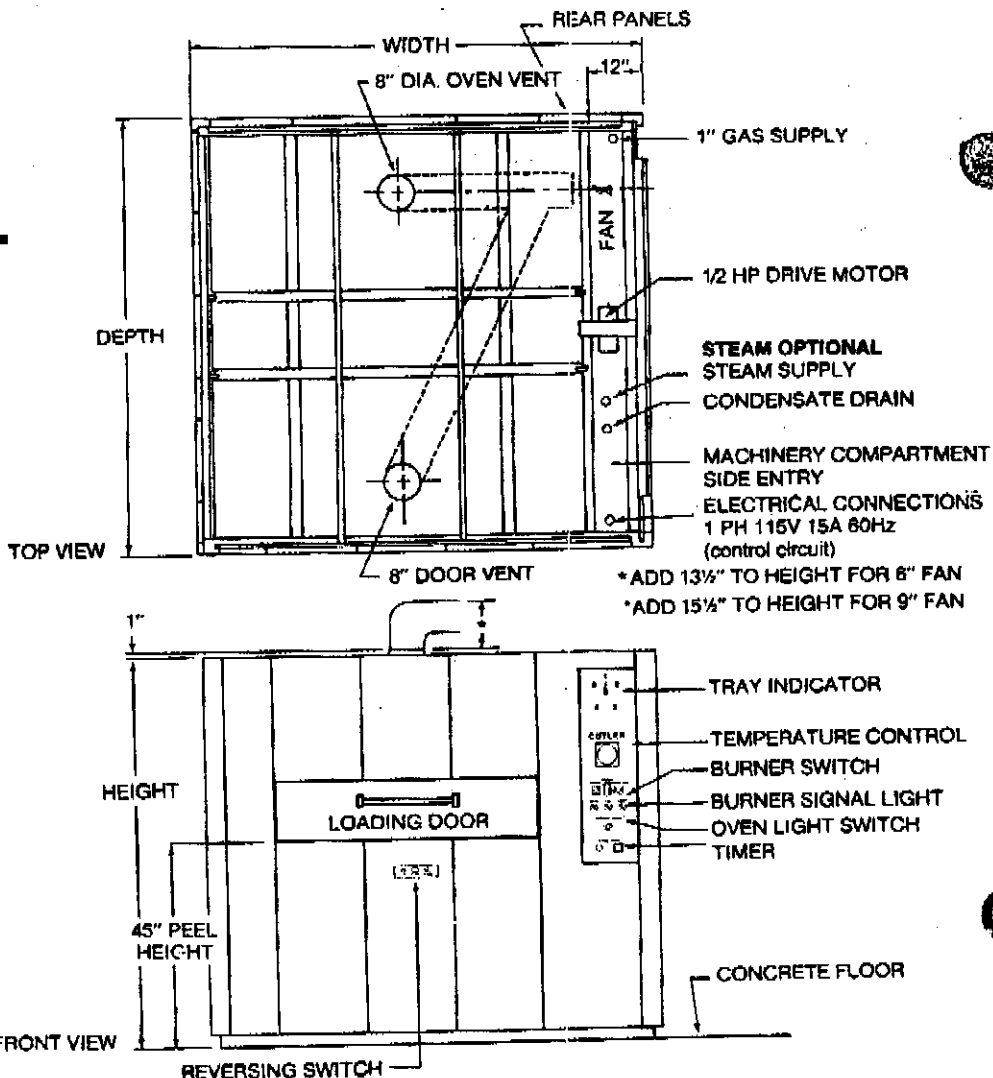 REAR PANELS
WIDTH
12"
8" DIA. OVEN VENT
1" GAS SUPPLY
FAN
1/2 HP DRIVE MOTOR
DEPTH
STEAM OPTIONAL
STEAM SUPPLY
CONDENSATE DRAIN
MACHINERY COMPARTMENT
SIDE ENTRY
ELECTRICAL CONNECTIONS
1 PH 115V 15A 60Hz
(control circuit)
TOP VIEW
8" DOOR VENT
*ADD 13½" TO HEIGHT FOR 6" FAN
*ADD 15½" TO HEIGHT FOR 9" FAN
1"
*
TRAY INDICATOR
CUTLER
TEMPERATURE CONTROL
BURNER SWITCH
HEIGHT
BURNER SIGNAL LIGHT
LOADING DOOR
OVEN LIGHT SWITCH
TIMER
45" PEEL
HEIGHT
CONCRETE FLOOR
FRONT VIEW
REVERSING SWITCH